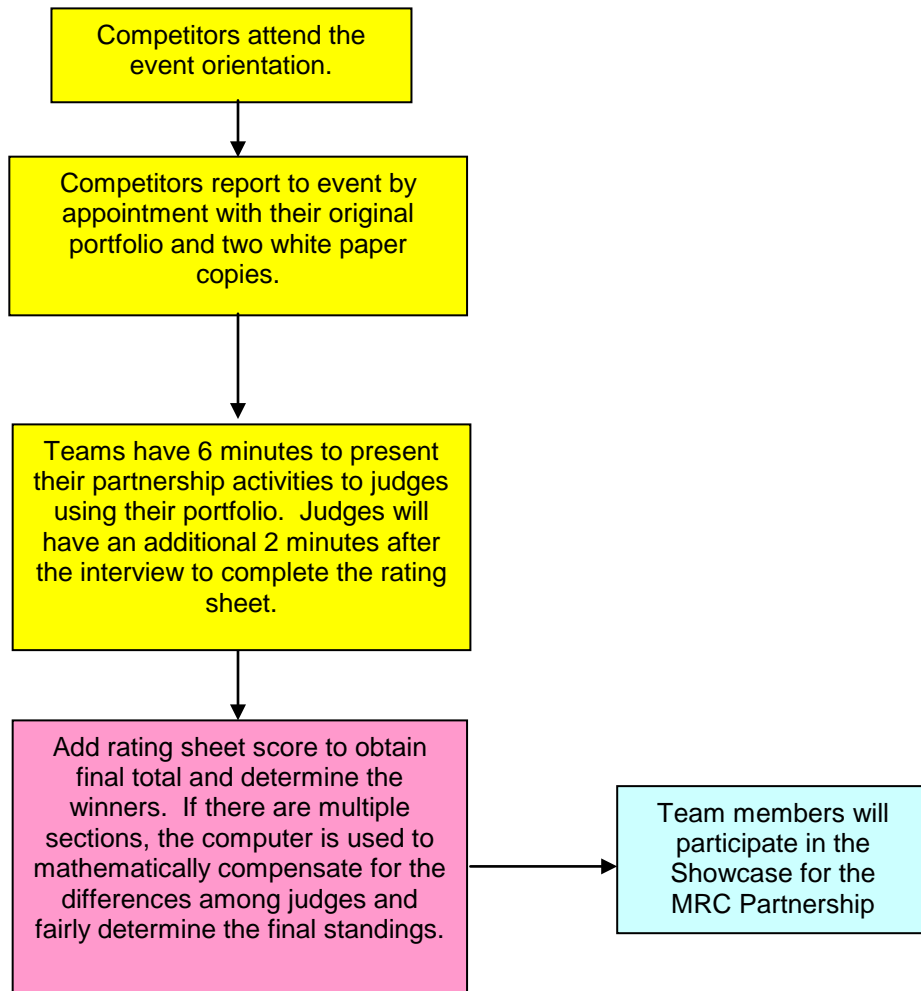 Competitors attend the
event orientation.
Competitors report to event by
appointment with their original
portfolio and two white paper
copies.
Teams have 6 minutes to present
their partnership activities to judges
using their portfolio.  Judges will
have an additional 2 minutes after
the interview to complete the rating
sheet.
Add rating sheet score to obtain
final total and determine the
winners.  If there are multiple
sections, the computer is used to
mathematically compensate for the
differences among judges and
fairly determine the final standings.
Team members will
participate in the
Showcase for the
MRC Partnership